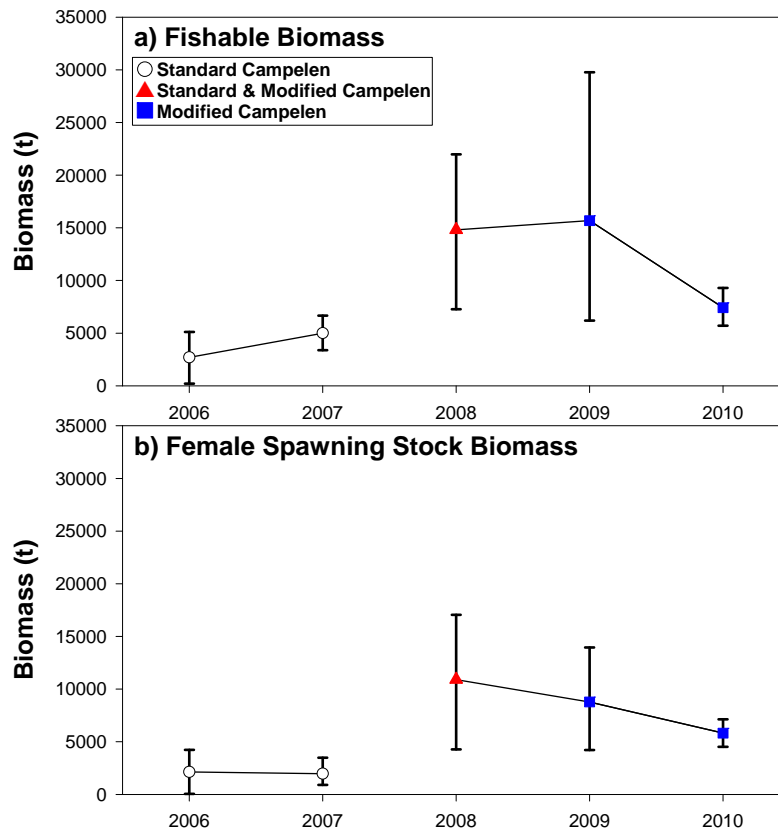 a) Fishable Biomass
Standard Campelen
Standard & Modified Campelen
Modified Campelen
Biomass (t)
35000
30000
25000
20000
15000
10000
5000
0
2006 2007 2008 2009 2010
b) Female Spawning Stock Biomass
Biomass (t)
35000
30000
25000
20000
15000
10000
5000
0
2006 2007 2008 2009 2010